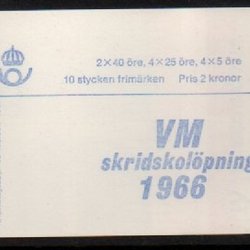 2×40 öre, 4×25 öre, 4×5 öre
10 stycken frimärken Pris 2 kronor
VM
skridskolöpning
1966